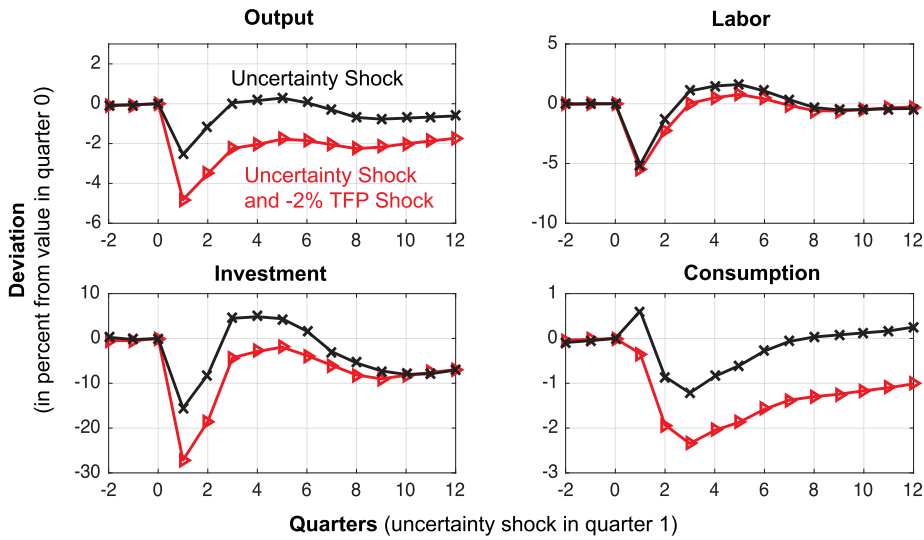 Output
Labor
2
0
-2
-4
-6
Uncertainty Shock
Uncertainty Shock
and -2% TFP Shock
-2 0 2 4 6 8 10 12
5
0
-5
-10
-2 0 2 4 6 8 10 12
Deviation
(in percent from value in quarter 0)
Investment
Consumption
10
0
-10
-20
-30
-2 0 2 4 6 8 10 12
1
0
-1
-2
-3
-2 0 2 4 6 8 10 12
Quarters (uncertainty shock in quarter 1)